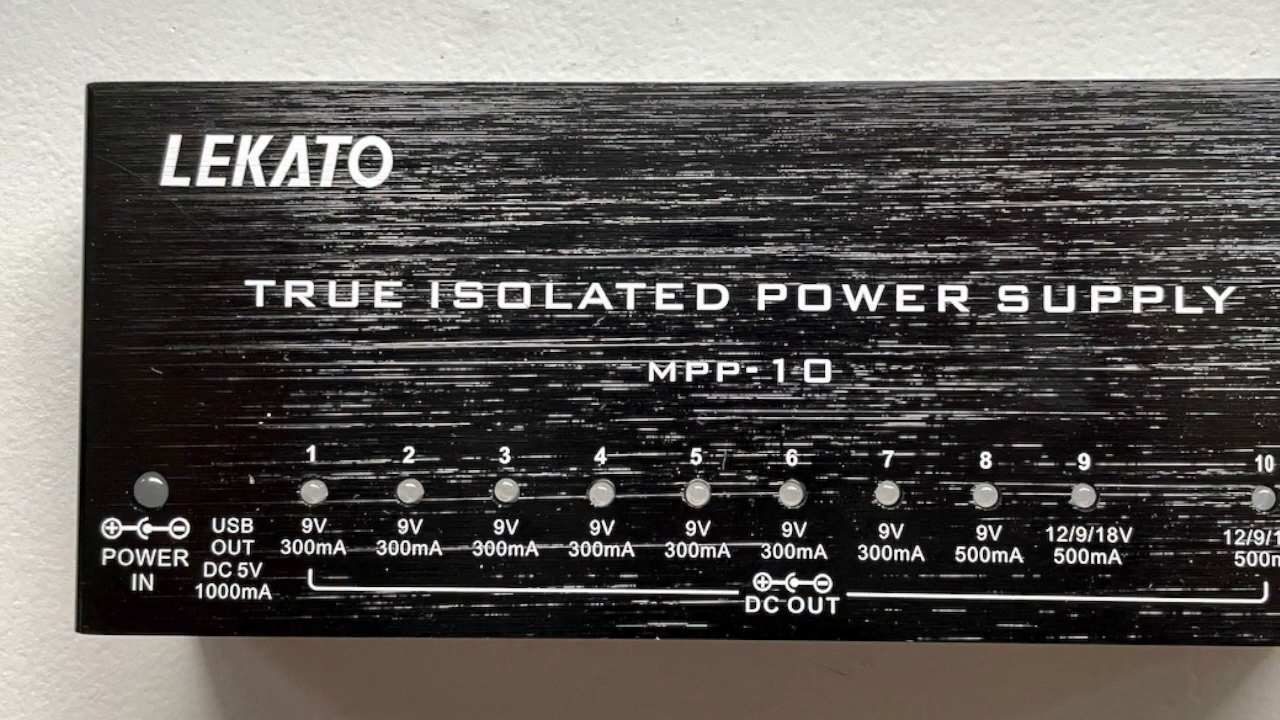 LEKATO
TRUE ISOLATED POWER SUPPLY
MPP-10
1 2 3 4 5 6 7 8 9 10
9V 9V 9V 9V 9V 9V 9V 9V 12/9/18V
300mA 300mA 300mA 300mA 300mA 300mA 300mA 500mA 500mA
POWER
IN
USB
OUT
DC 5V
1000mA
DC OUT